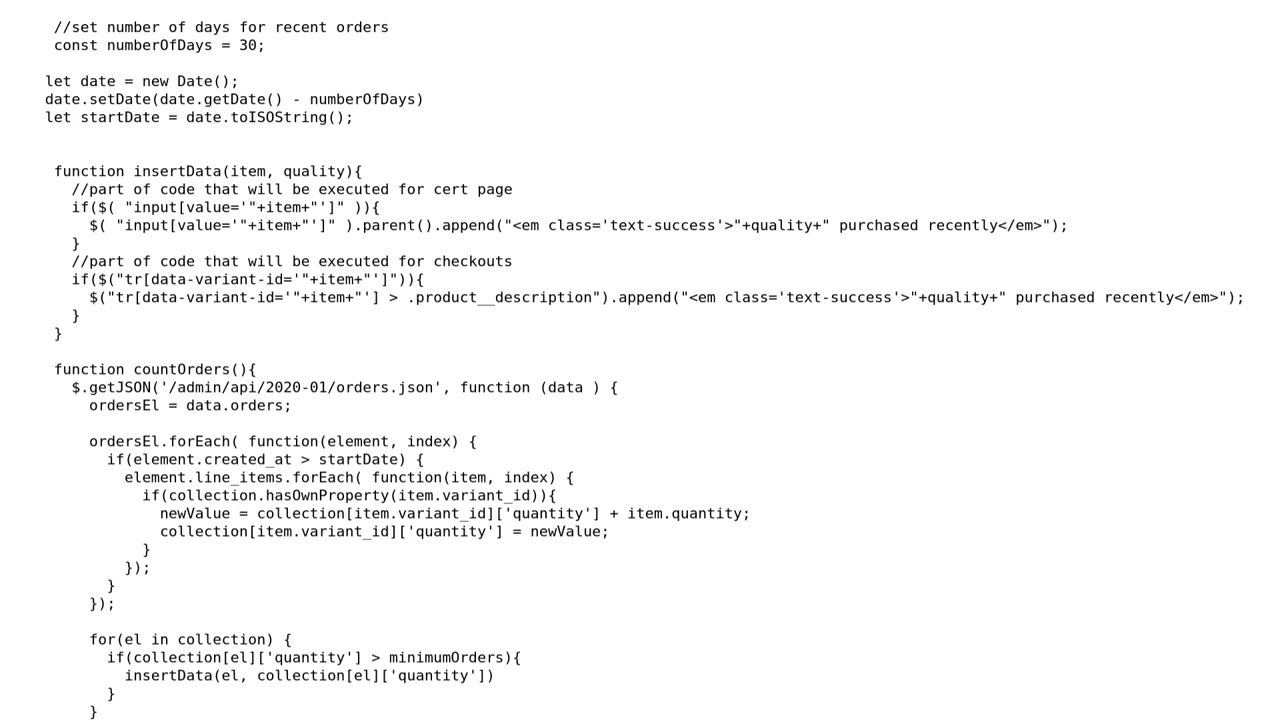 //set number of days for recent orders
const numberOfDays = 30;
let date = new Date();
date.setDate(date.getDate() - numberOfDays)
let startDate = date.toISOString();
function insertData(item, quality){
//part of code that will be executed for cert page
if($( "input[value='"+item+"']" )){
$( "input[value='"+item+"']" ).parent().append("<em class='text-success'>"+quality+" purchased recently</em>");
}
//part of code that will be executed for checkouts
if($("tr[data-variant-id='"+item+"']")){
$("tr[data-variant-id='"+item+"'] > .product__description").append("<em class='text-success'>"+quality+" purchased recently</em>");
}
}
function countOrders(){
$.getJSON('/admin/api/2020-01/orders.json', function (data ) {
ordersEl = data.orders;
ordersEl.forEach( function(element, index) {
if(element.created_at > startDate) {
element.line_items.forEach( function(item, index) {
if(collection.hasOwnProperty(item.variant_id)){
newValue = collection[item.variant_id]['quantity'] + item.quantity;
collection[item.variant_id]['quantity'] = newValue;
}
});
}
});
for(el in collection) {
if(collection[el]['quantity'] > minimumOrders){
insertData(el, collection[el]['quantity'])
}
}